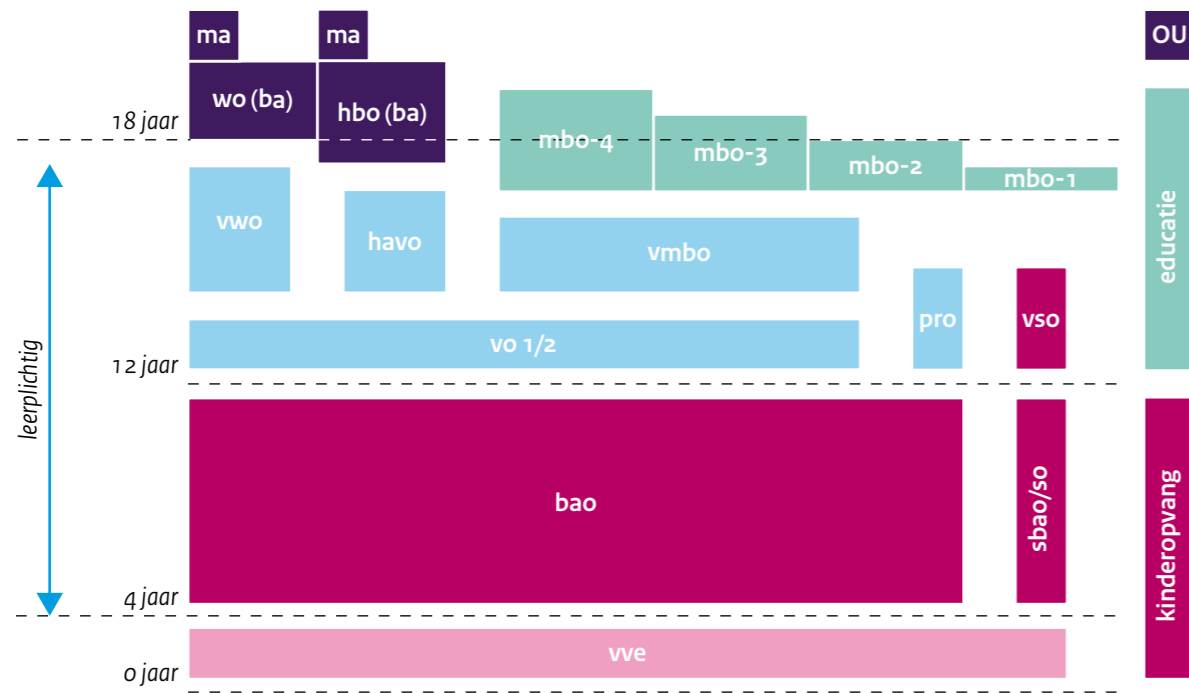 ma
ma
OU
wo (ba)
hbo (ba)
18 jaar
mbo-4
mbo-3
mbo-2
mbo-1
vwo
havo
vmbo
educatie
pro
vso
vo 1/2
12 jaar
leerplichtig
bao
sbao/so
kinderopvang
4 jaar
vve
0 jaar